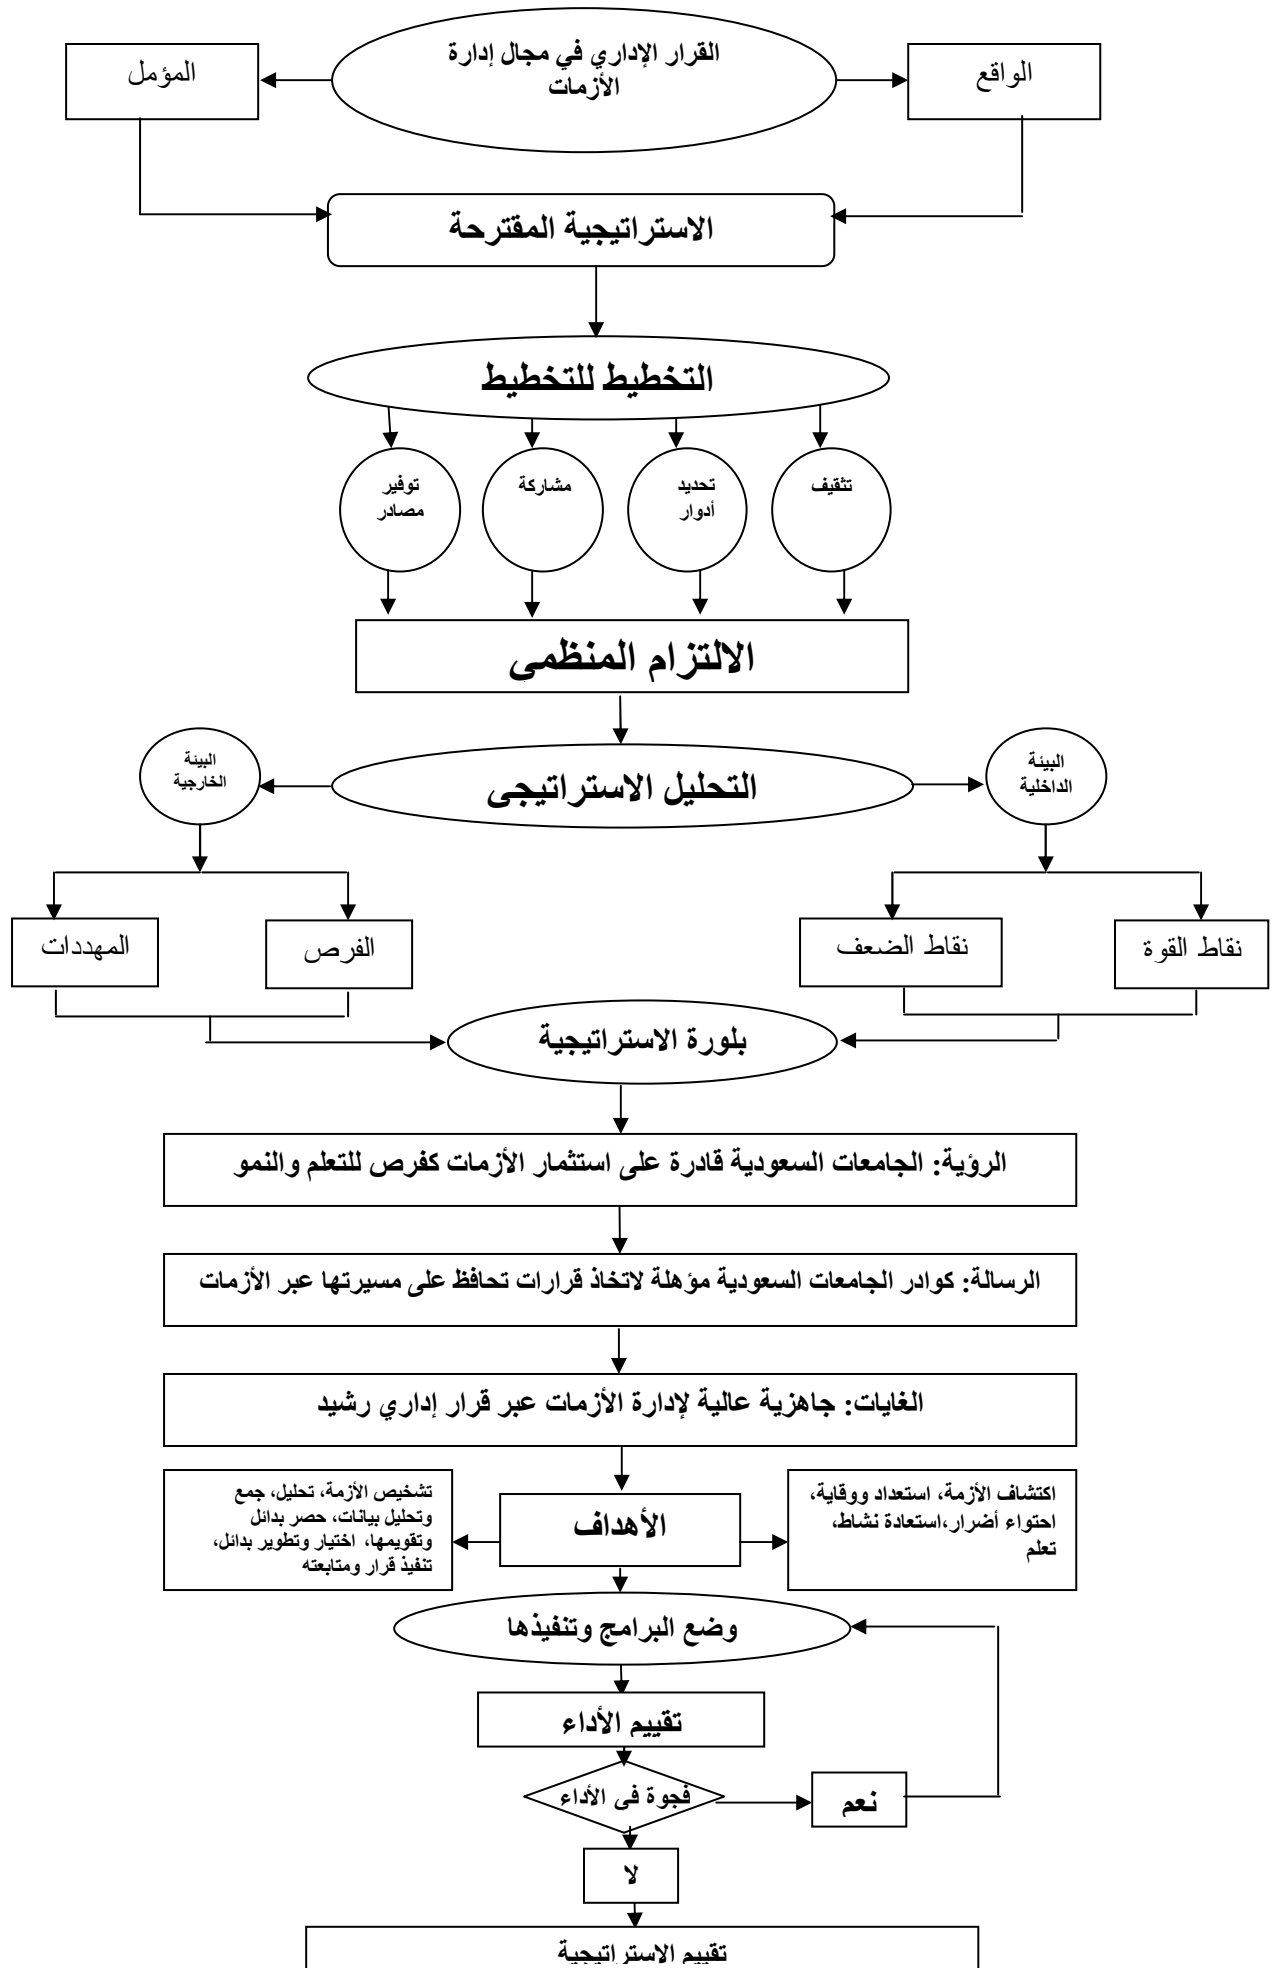 القرار الإداري في مجال إدارة
الأزمات
الواقع
المؤمل
الاستراتيجية المقترحة
التخطيط للتخطيط
تثقيف
تحديد
أدوار
مشاركة
توفير
مصادر
الالتزام المنظمى
التحليل الاستراتيجى
البيئة
الداخلية
البيئة
الخارجية
نقاط القوة
نقاط الضعف
الفرص
المهددات
بلورة الاستراتيجية
الرؤية: الجامعات السعودية قادرة على استثمار الأزمات كفرص للتعلم والنمو
الرسالة: كوادر الجامعات السعودية مؤهلة لاتخاذ قرارات تحافظ على مسيرتها عبر الأزمات
الغايات: جاهزية عالية لإدارة الأزمات عبر قرار إداري رشيد
الأهداف
اكتشاف الأزمة، استعداد ووقاية،
احتواء أضرار،استعادة نشاط،
تعلم
تشخيص الأزمة، تحليل، جمع
وتحليل بيانات، حصر بدائل
وتقويمها، اختيار وتطوير بدائل،
تنفيذ قرار ومتابعته
وضع البرامج وتنفيذها
تقييم الأداء
فجوة فى الأداء
نعم
لا
تقييم الاستراتيجية